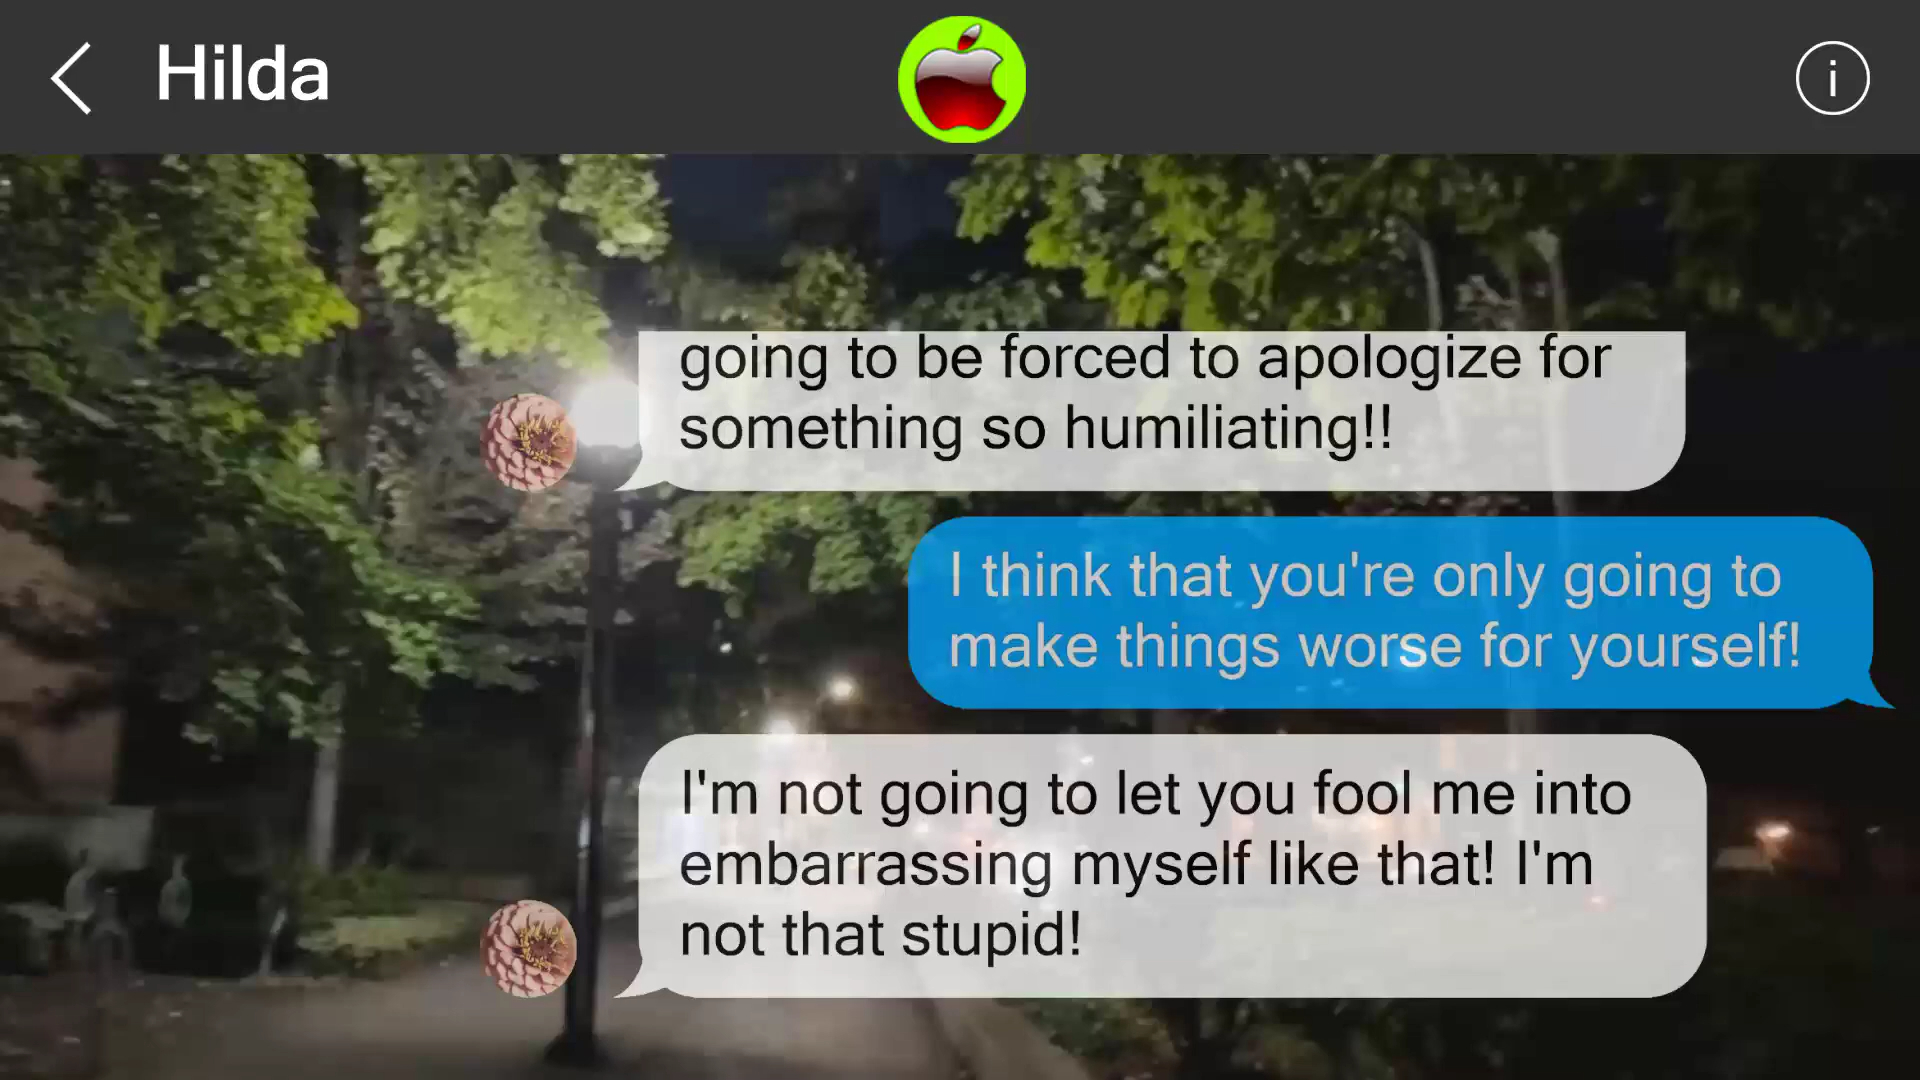 Hilda
i
going to be forced to apologize for
something so humiliating!!
I think that you're only going to
make things worse for yourself!
I'm not going to let you fool me into
embarrassing myself like that! I'm
not that stupid!